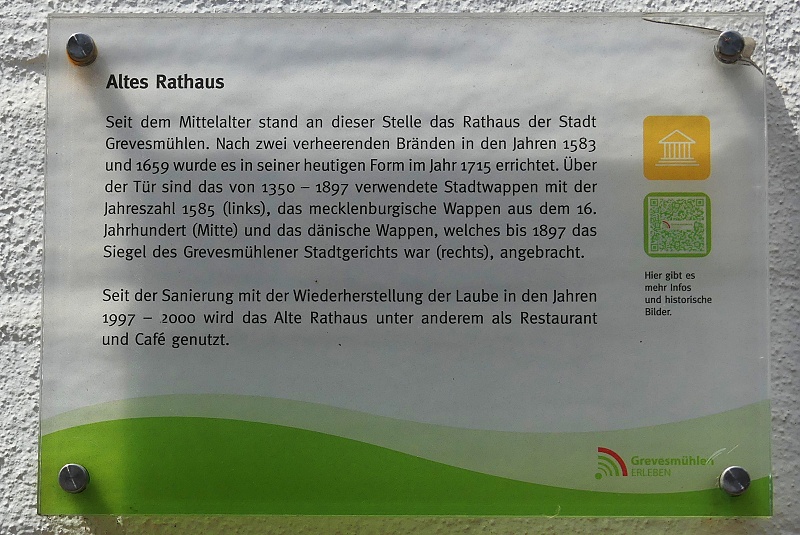 Altes Rathaus
Seit dem Mittelalter stand an dieser Stelle das Rathaus der Stadt
Grevesmühlen. Nach zwei verheerenden Bränden in den Jahren 1583
und 1659 wurde es in seiner heutigen Form im Jahr 1715 errichtet. Über
der Tür sind das von 1350 – 1897 verwendete Stadtwappen mit der
Jahreszahl 1585 (links), das mecklenburgische Wappen aus dem 16.
Jahrhundert (Mitte) und das dänische Wappen, welches bis 1897 das
Siegel des Grevesmühlener Stadtgerichts war (rechts), angebracht.
Seit der Sanierung mit der Wiederherstellung der Laube in den Jahren
1997 – 2000 wird das Alte Rathaus unter anderem als Restaurant
und Café genutzt.
Hier gibt es
mehr Infos
und historische
Bilder.
Grevesmühlen
ERLEBEN